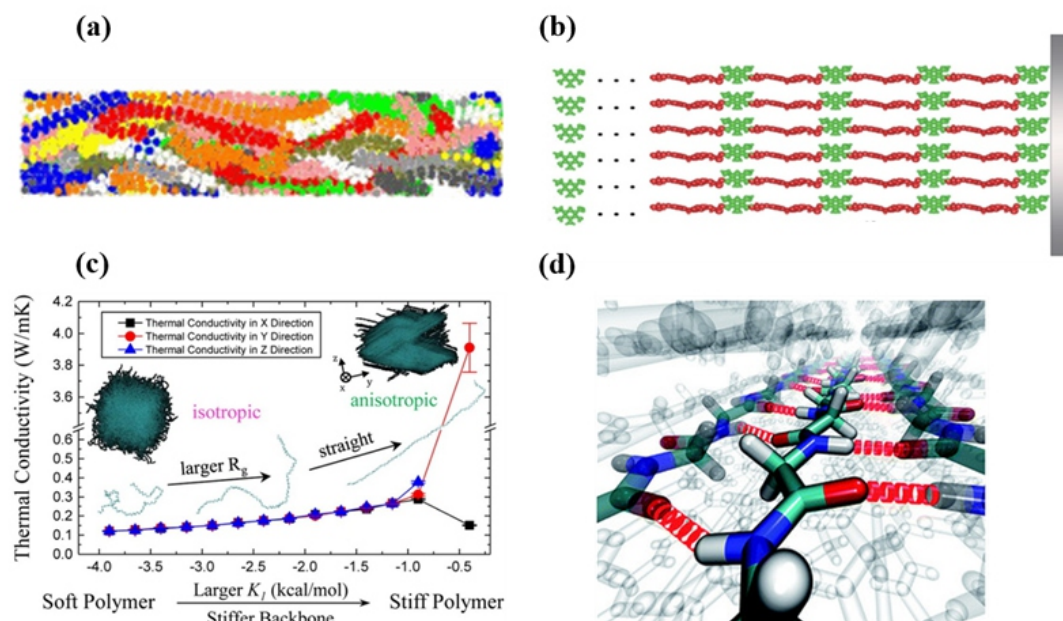 (a)
(b)
(c)
(d)
Thermal Conductivity (W/mK)
4.2
4.0
3.8
3.6
0.6
0.5
0.4
0.3
0.2
0.1
0.0
Thermal Conductivity in X Direction
Thermal Conductivity in Y Direction
Thermal Conductivity in Z Direction
z
x
y
isotropic
anisotropic
larger Rg
straight
-4.0 -3.5 -3.0 -2.5 -2.0 -1.5 -1.0 -0.5
Larger K1 (kcal/mol)
Soft Polymer
Stiff Polymer
Stiffer Backbone